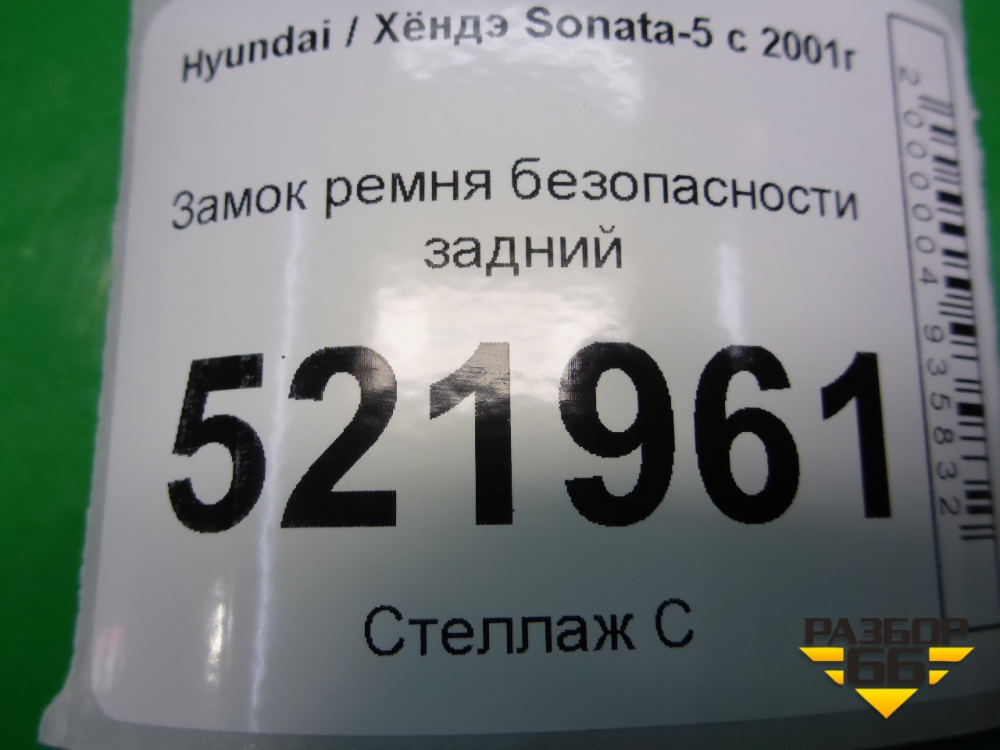 Hyundai / Хёндэ Sonata-5 с 2001г
Замок ремня безопасности
задний
521961
Стеллаж С
2000004935832
РАЗБОР
66